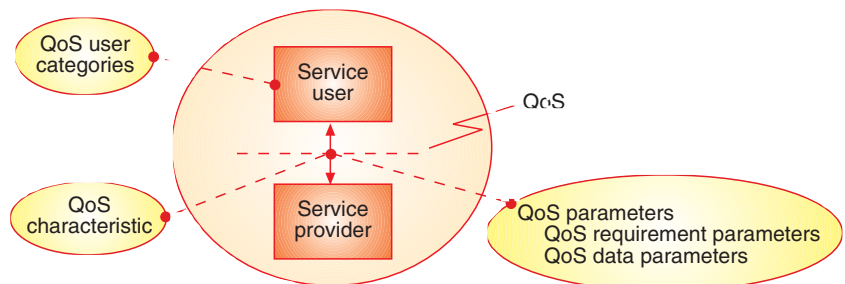 QoS user
categories
Service
user
QoS
QoS
characteristic
Service
provider
QoS parameters
QoS requirement parameters
QoS data parameters